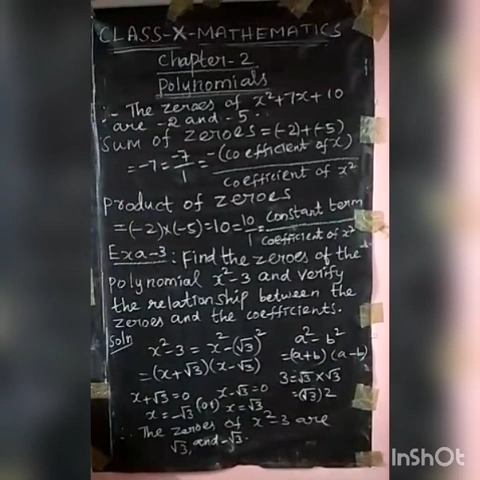 CLASS-X-MATHEMATICS
Chapter-2
Polynomials
∴ The zeroes of x²+7x+10
are -2 and -5.
Sum of zeroes = (-2)+(-5)
= -7 = -7/1 = -(coefficient of x)/coefficient of x²
Product of zeroes
= (-2)×(-5) = 10 = 10/1 = constant term/coefficient of x²
Exa-3: Find the zeroes of the
polynomial x²-3 and verify
the relationship between the
zeroes and the coefficients.
Soln
x²-3 = x²-(√3)² a²-b²
= (x+√3)(x-√3) =(a+b)(a-b)
3=√3×√3
x+√3=0 x-√3=0 =(√3)2
x=-√3 (or) x=√3
∴ The zeroes of x²-3 are
√3, and -√3.
InShOt